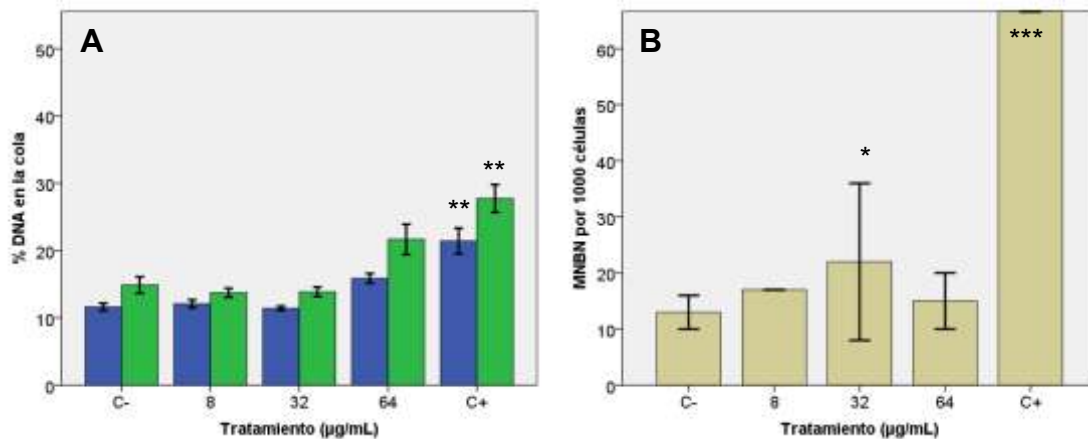 A
% DNA en la cola
50
40
30
20
10
0
**
**
C-
8
32
64
C+
Tratamiento (µg/mL)
B
MNBN por 1000 células
60
50
40
30
20
10
0
*
***
C-
8
32
64
C+
Tratamiento (µg/mL)